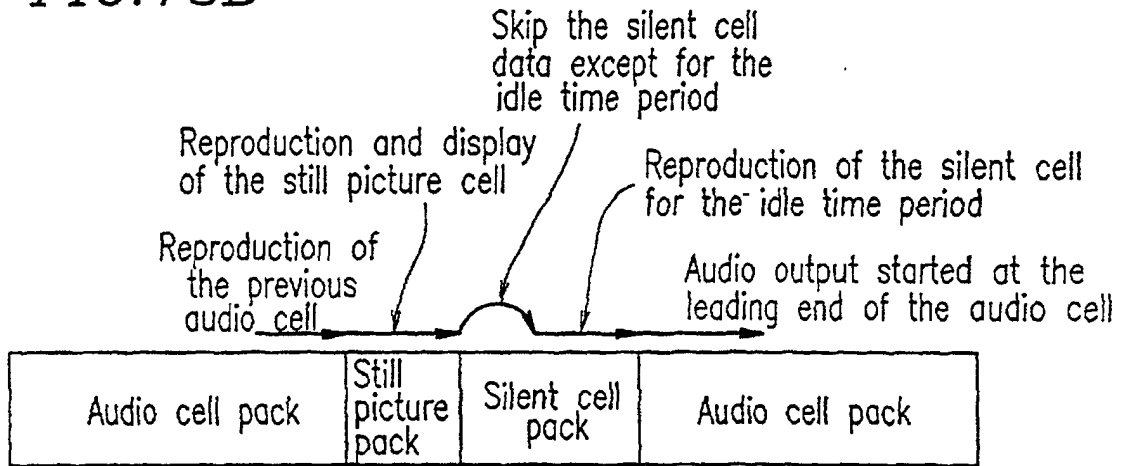 Skip the silent cell
data except for the
idle time period
Reproduction and display
of the still picture cell
Reproduction of the silent cell
for the idle time period
Reproduction of
the previous
audio cell
Audio output started at the
leading end of the audio cell
Audio cell pack
Still
picture
pack
Silent cell
pack
Audio cell pack